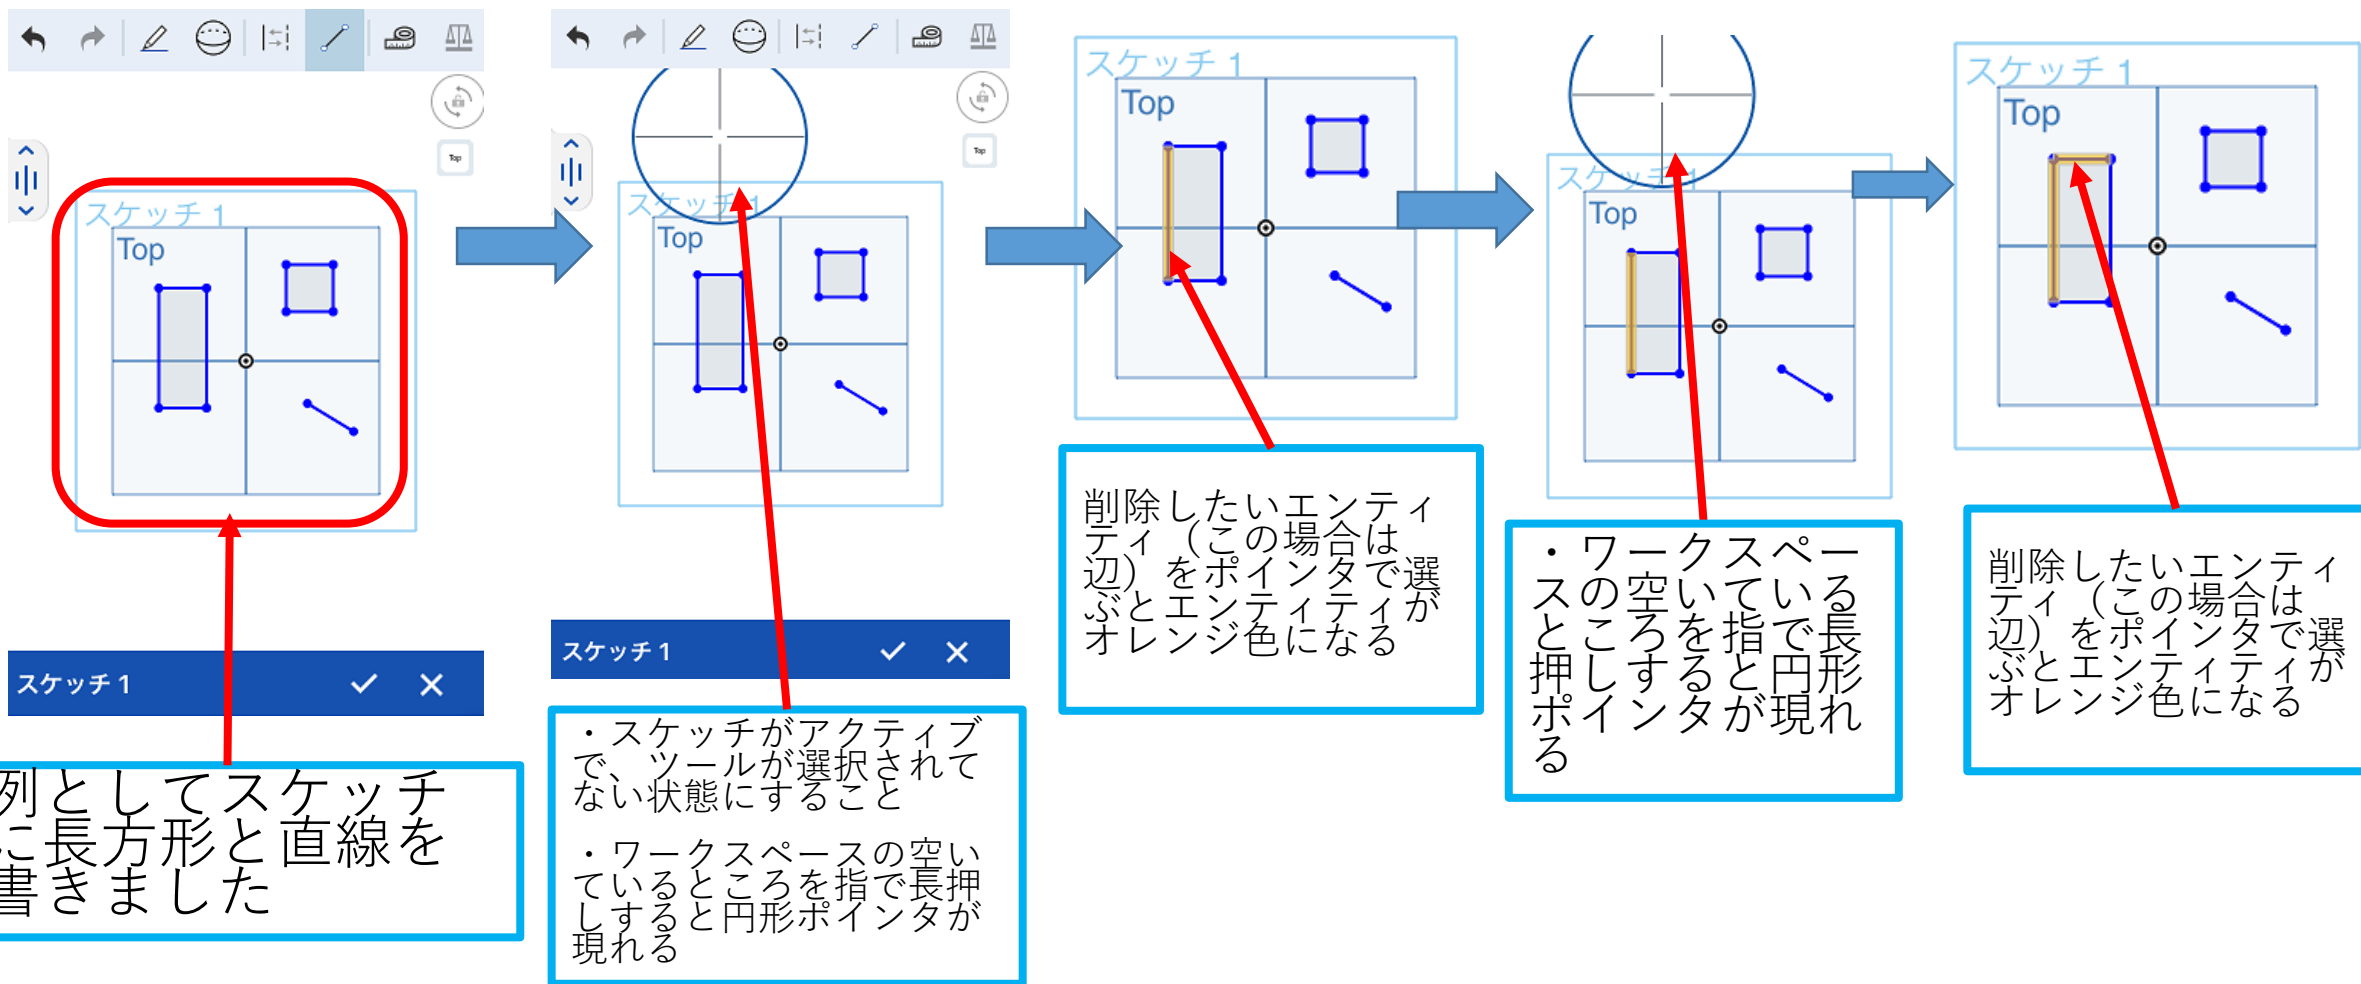 スケッチ 1
Top
Top
スケッチ 1
列としてスケッチ
に長方形と直線を
書きました
スケッチ 1
Top
Top
スケッチ 1
・スケッチがアクティブ
で、ツールが選択されて
ない状態にすること
・ワークスペースの空い
ているところを指で長押
しすると円形ポインタが
現れる
スケッチ 1
Top
削除したいエンティ
ティ（この場合は
辺）をポインタで選
ぶとエンティティが
オレンジ色になる
スケッチ 1
Top
・ワークスペー
スの空いている
ところを指で長
押しすると円形
ポインタが現れ
る
スケッチ 1
Top
削除したいエンティ
ティ（この場合は
辺）をポインタで選
ぶとエンティティが
オレンジ色になる